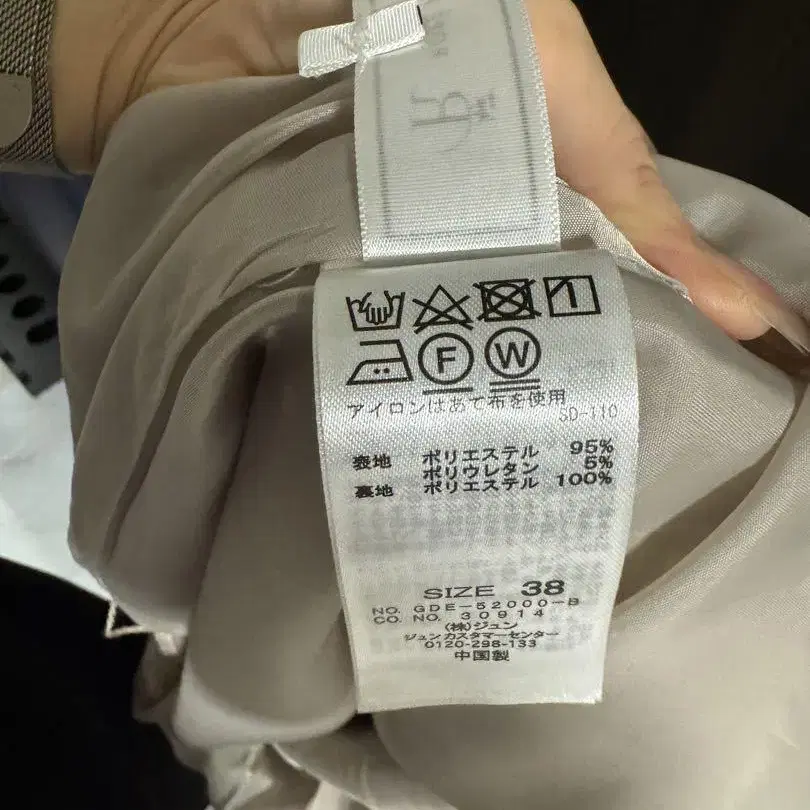 F W
アイロンはあて布を使用
SD-110
表地 ポリエステル 95%
ポリウレタン 5%
裏地 ポリエステル 100%
SIZE 38
NO. GDE-52000-B
CO. NO. 30914
(株)ジュン
ジュンカスタマーセンター
0120-298-133
中国製